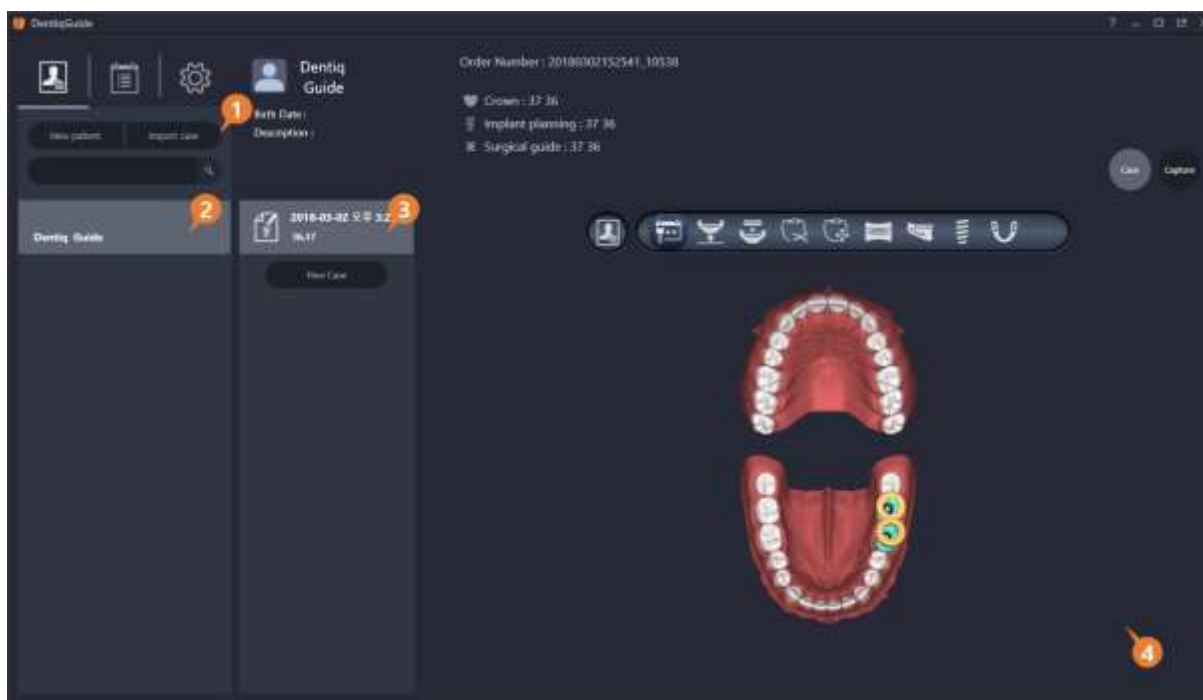 DentiqGuide
?
1
New patient
Import case
2
Dentiq Guide
Dentiq
Guide
Birth Date :
Description :
3
2018-03-02 오후 3:2
36,37
New Case
Order Number : 20180302152541_10538
Crown : 37 36
Implant planning : 37 36
Surgical guide : 37 36
Case
Capture
4